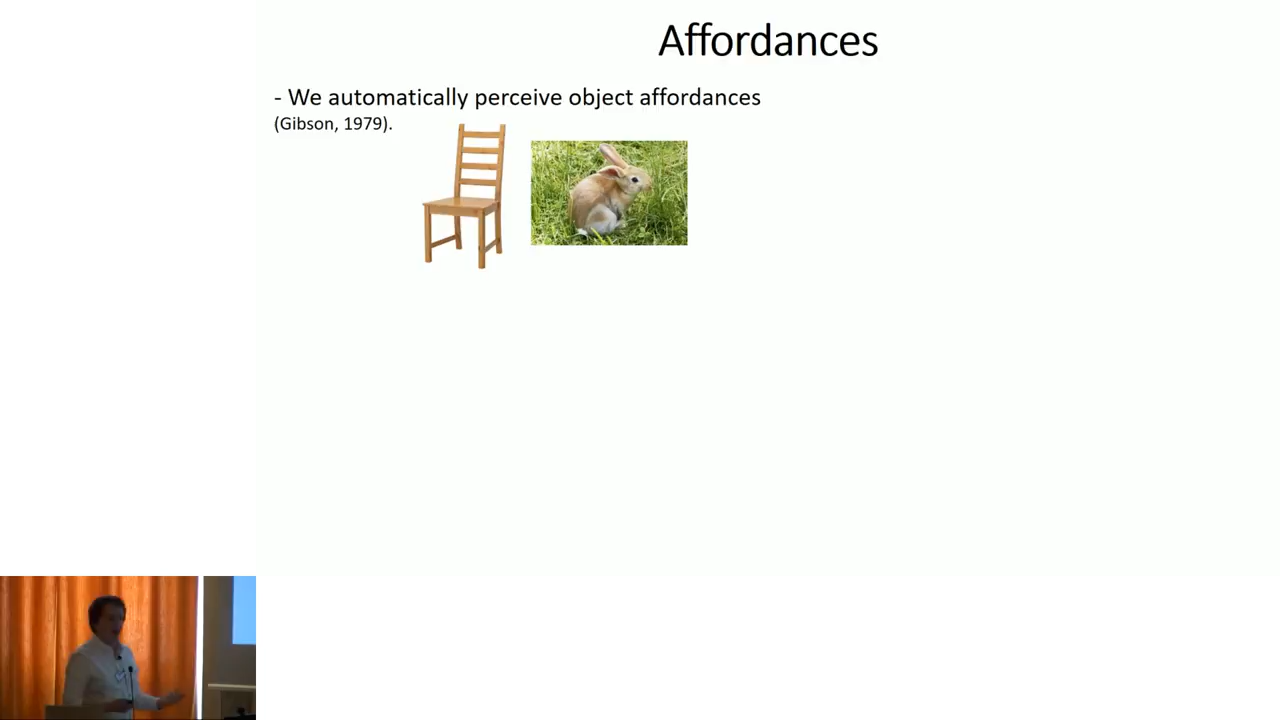 Affordances
- We automatically perceive object affordances
(Gibson, 1979).